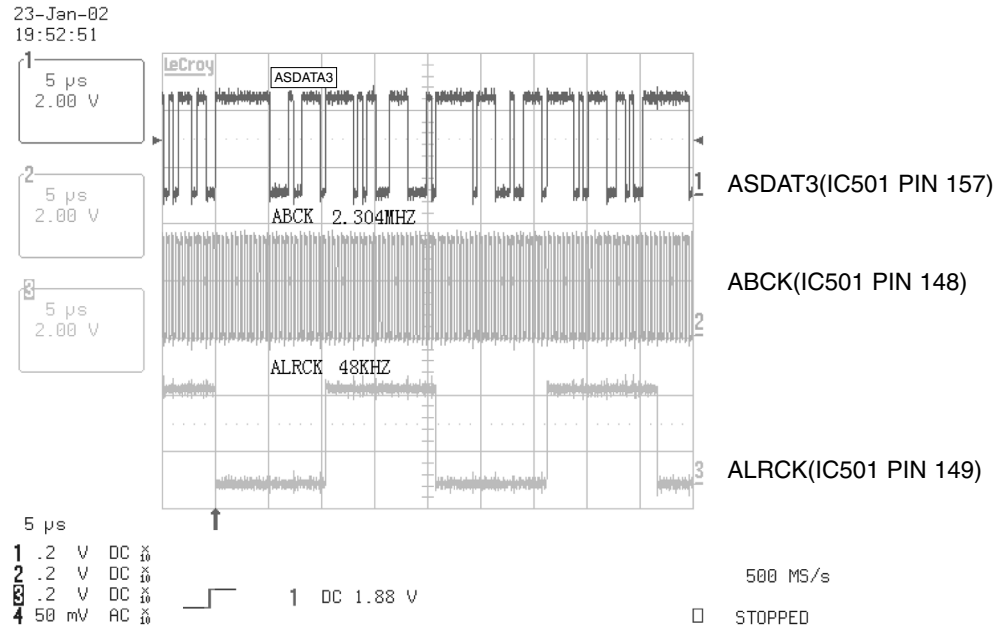 23-Jan-02
19:52:51
1
5 µs
2.00 V
2
5 µs
2.00 V
3
5 µs
2.00 V
LeCroy
ASDATA3
1
ASDAT3(IC501 PIN 157)
ABCK 2.304MHZ
ABCK(IC501 PIN 148)
2
ALRCK 48KHZ
3
ALRCK(IC501 PIN 149)
5 µs
1 .2 V DC X10
2 .2 V DC X10
3 .2 V DC X10
4 50 mV AC X10
1 DC 1.88 V
500 MS/s
STOPPED